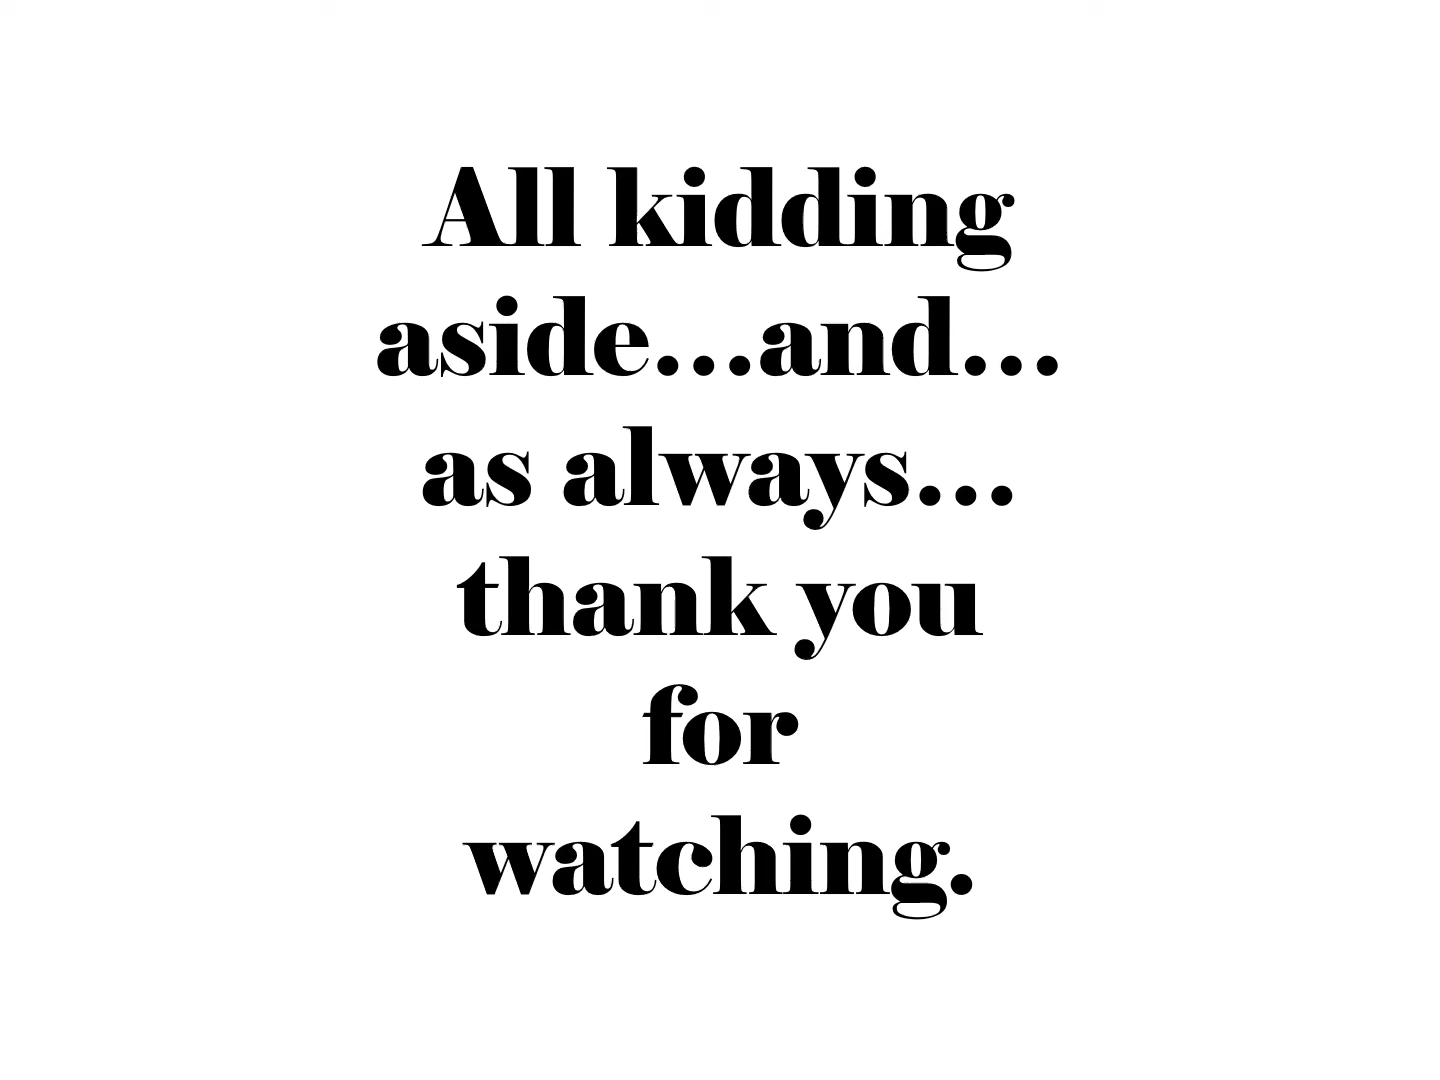 All kidding
aside...and...
as always...
thank you
for
watching.